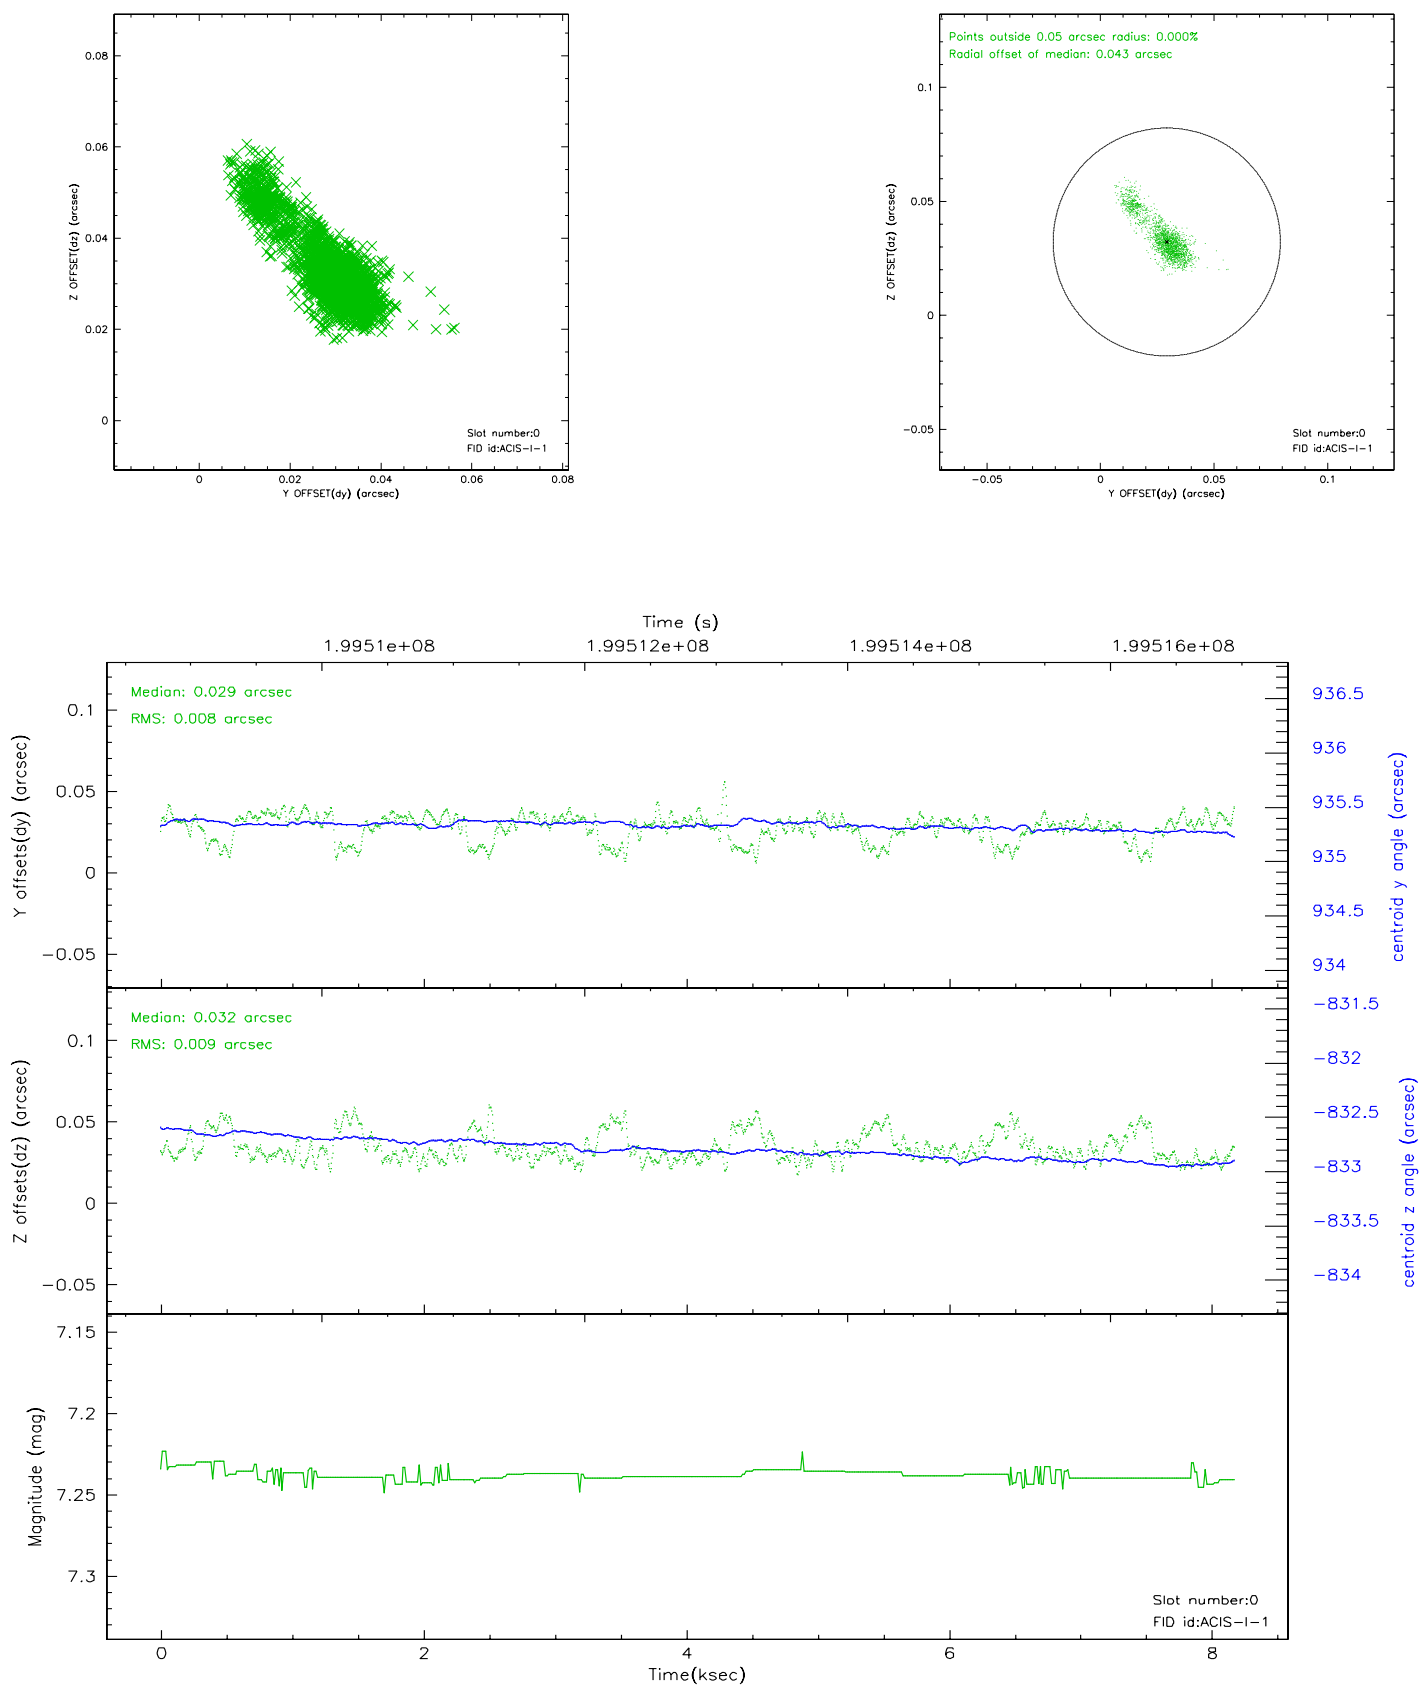 0.08
0.06
0.04
0.02
0
Z OFFSET(dz) (arcsec)
Slot number:0
FID id:ACIS-I-1
0 0.02 0.04 0.06 0.08
Y OFFSET(dy) (arcsec)
Points outside 0.05 arcsec radius: 0.000%
Radial offset of median: 0.043 arcsec
0.1
0.05
0
-0.05
Z OFFSET(dz) (arcsec)
Slot number:0
FID id:ACIS-I-1
-0.05 0 0.05 0.1
Y OFFSET(dy) (arcsec)
Time (s)
1.9951e+08 1.99512e+08 1.99514e+08 1.99516e+08
Median: 0.029 arcsec
RMS: 0.008 arcsec
0.1
0.05
0
-0.05
Y offsets(dy) (arcsec)
936.5
936
935.5
935
934.5
934
centroid y angle (arcsec)
Median: 0.032 arcsec
RMS: 0.009 arcsec
0.1
0.05
0
-0.05
Z offsets(dz) (arcsec)
-831.5
-832
-832.5
-833
-833.5
-834
centroid z angle (arcsec)
7.15
7.2
7.25
7.3
Magnitude (mag)
Slot number:0
FID id:ACIS-I-1
0 2 4 6 8
Time(ksec)